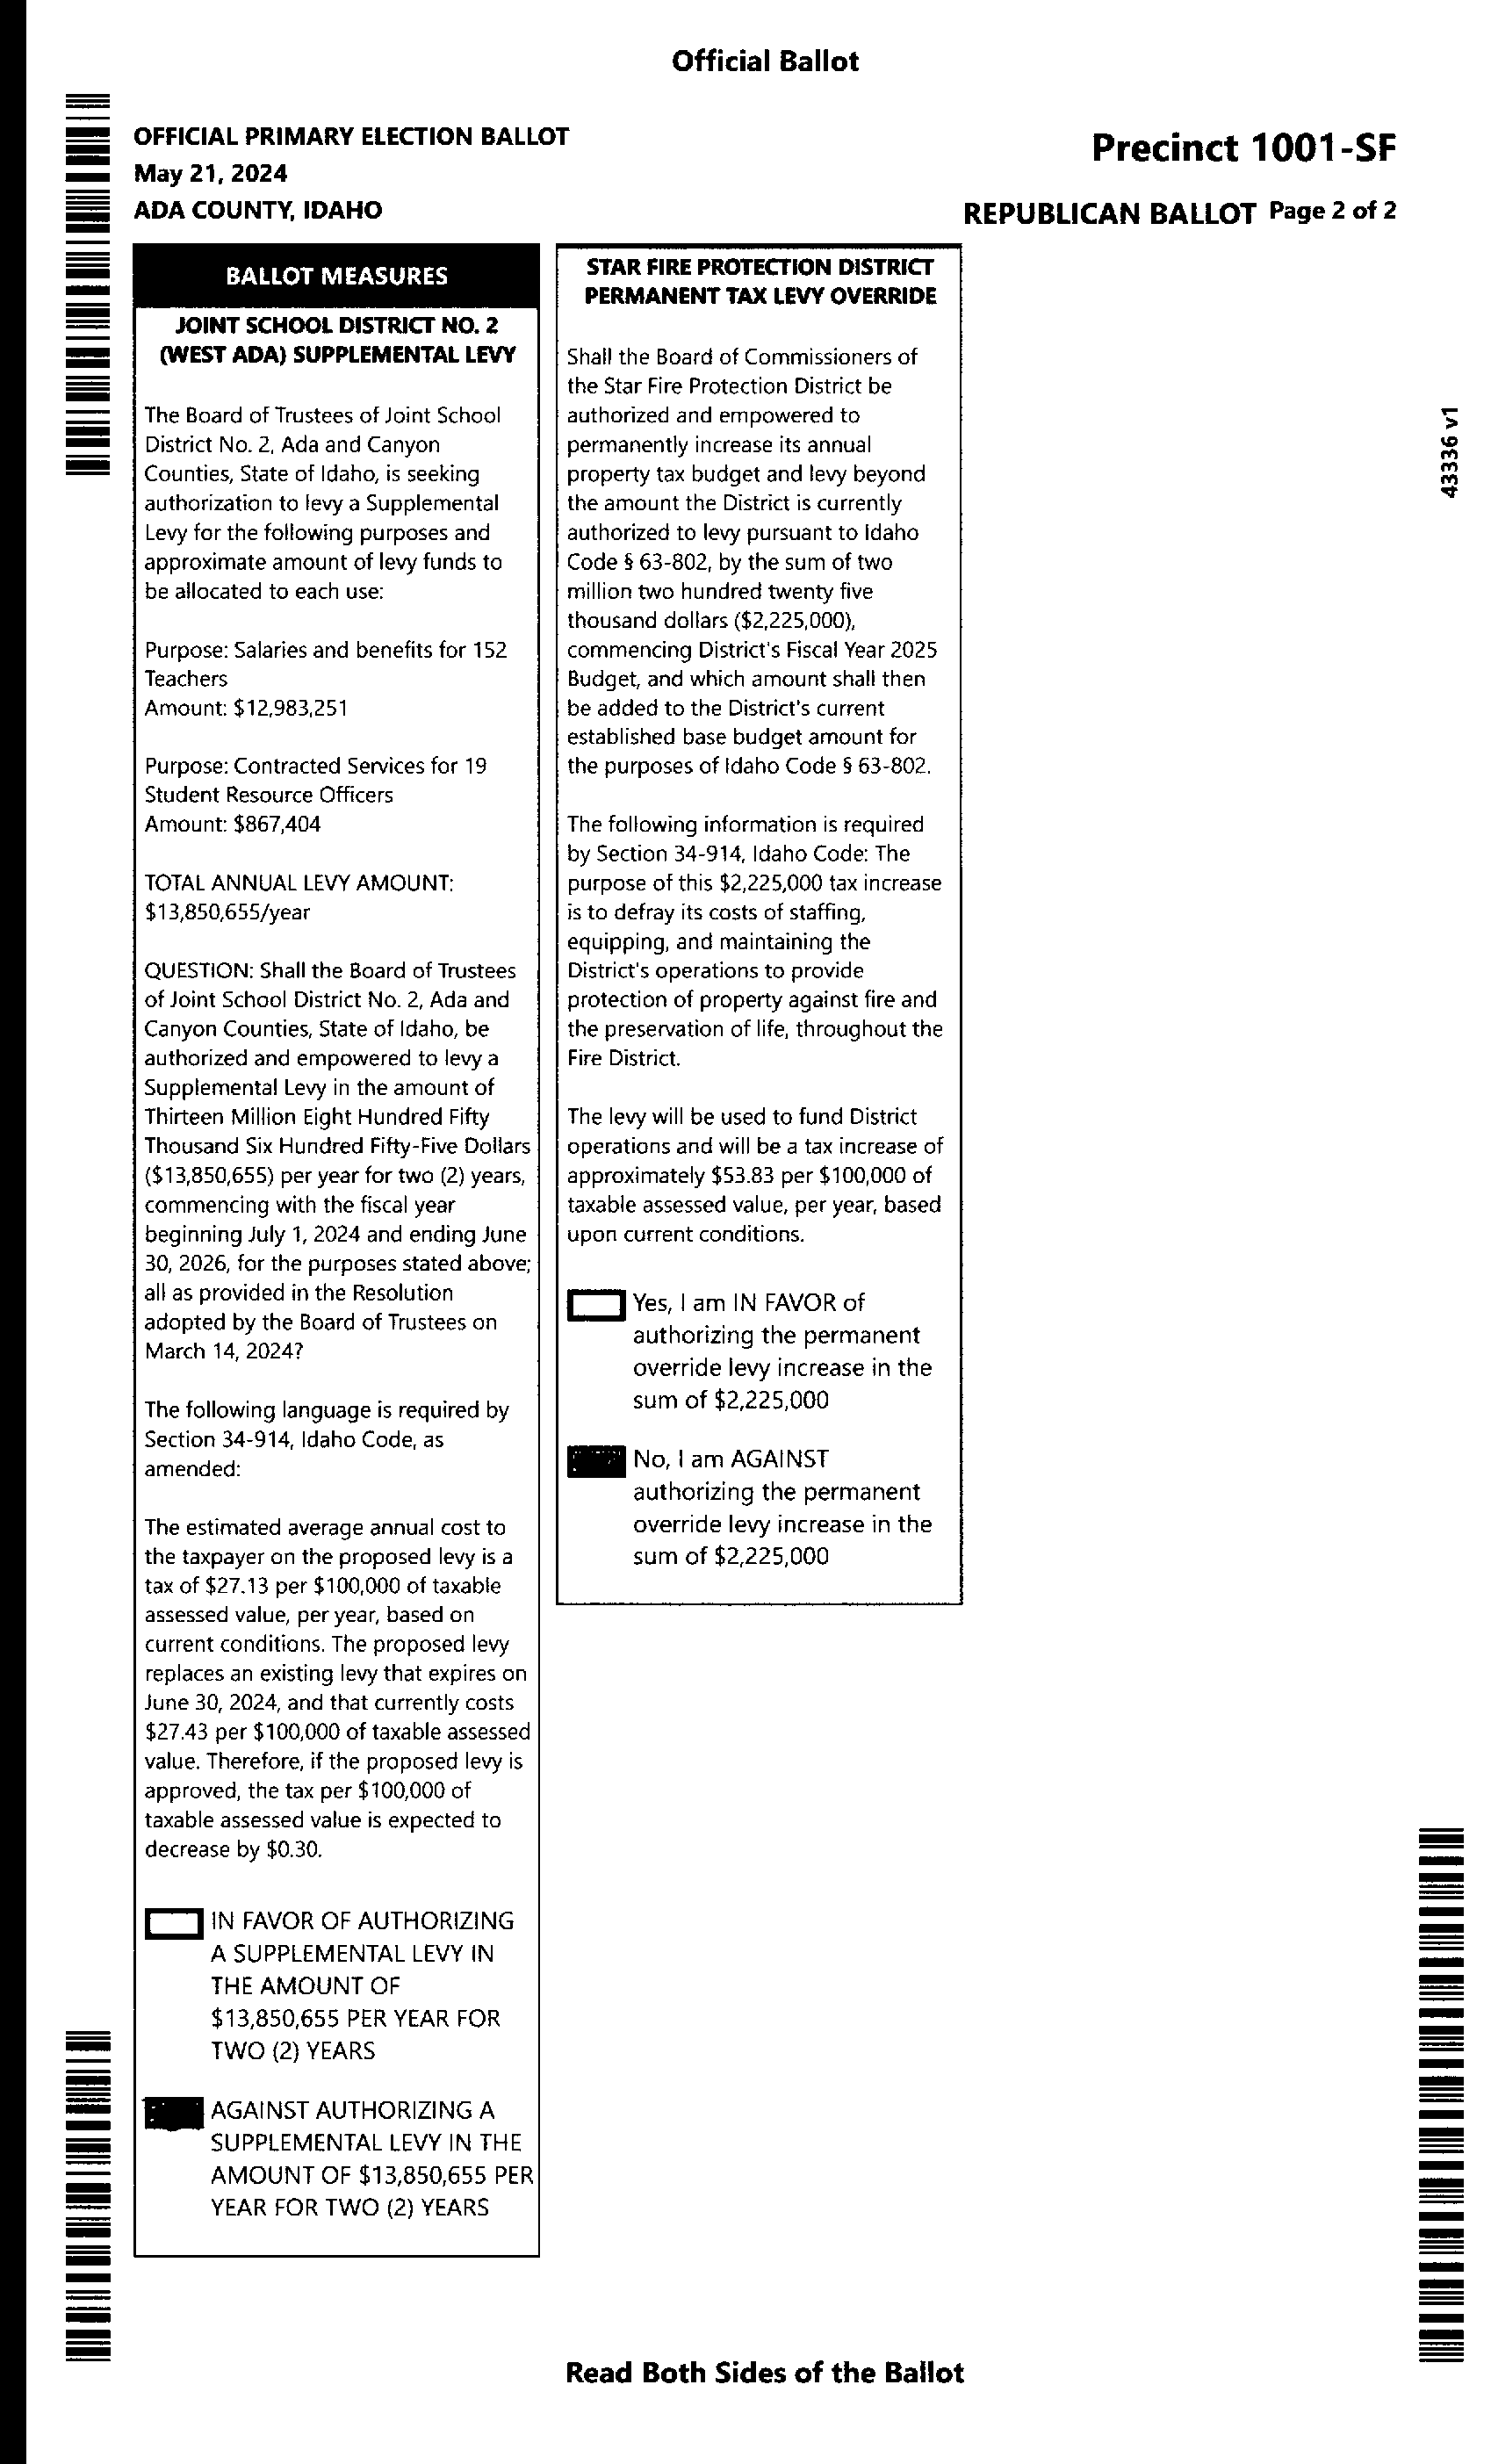 Official Ballot
OFFICIAL PRIMARY ELECTION BALLOT
May 21, 2024
ADA COUNTY, IDAHO
Precinct 1001-SF
REPUBLICAN BALLOT Page 2 of 2
BALLOT MEASURES
JOINT SCHOOL DISTRICT NO. 2
(WEST ADA) SUPPLEMENTAL LEVY
The Board of Trustees of Joint School
District No. 2, Ada and Canyon
Counties, State of Idaho, is seeking
authorization to levy a Supplemental
Levy for the following purposes and
approximate amount of levy funds to
be allocated to each use:
Purpose: Salaries and benefits for 152
Teachers
Amount: $12,983,251
Purpose: Contracted Services for 19
Student Resource Officers
Amount: $867,404
TOTAL ANNUAL LEVY AMOUNT:
$13,850,655/year
QUESTION: Shall the Board of Trustees
of Joint School District No. 2, Ada and
Canyon Counties, State of Idaho, be
authorized and empowered to levy a
Supplemental Levy in the amount of
Thirteen Million Eight Hundred Fifty
Thousand Six Hundred Fifty-Five Dollars
($13,850,655) per year for two (2) years,
commencing with the fiscal year
beginning July 1, 2024 and ending June
30, 2026, for the purposes stated above;
all as provided in the Resolution
adopted by the Board of Trustees on
March 14, 2024?
The following language is required by
Section 34-914, Idaho Code, as
amended:
The estimated average annual cost to
the taxpayer on the proposed levy is a
tax of $27.13 per $100,000 of taxable
assessed value, per year, based on
current conditions. The proposed levy
replaces an existing levy that expires on
June 30, 2024, and that currently costs
$27.43 per $100,000 of taxable assessed
value. Therefore, if the proposed levy is
approved, the tax per $100,000 of
taxable assessed value is expected to
decrease by $0.30.
IN FAVOR OF AUTHORIZING
A SUPPLEMENTAL LEVY IN
THE AMOUNT OF
$13,850,655 PER YEAR FOR
TWO (2) YEARS
AGAINST AUTHORIZING A
SUPPLEMENTAL LEVY IN THE
AMOUNT OF $13,850,655 PER
YEAR FOR TWO (2) YEARS
STAR FIRE PROTECTION DISTRICT
PERMANENT TAX LEVY OVERRIDE
Shall the Board of Commissioners of
the Star Fire Protection District be
authorized and empowered to
permanently increase its annual
property tax budget and levy beyond
the amount the District is currently
authorized to levy pursuant to Idaho
Code § 63-802, by the sum of two
million two hundred twenty five
thousand dollars ($2,225,000),
commencing District's Fiscal Year 2025
Budget, and which amount shall then
be added to the District's current
established base budget amount for
the purposes of Idaho Code § 63-802.
The following information is required
by Section 34-914, Idaho Code: The
purpose of this $2,225,000 tax increase
is to defray its costs of staffing,
equipping, and maintaining the
District's operations to provide
protection of property against fire and
the preservation of life, throughout the
Fire District.
The levy will be used to fund District
operations and will be a tax increase of
approximately $53.83 per $100,000 of
taxable assessed value, per year, based
upon current conditions.
Yes, I am IN FAVOR of
authorizing the permanent
override levy increase in the
sum of $2,225,000
No, I am AGAINST
authorizing the permanent
override levy increase in the
sum of $2,225,000
43336 v1
Read Both Sides of the Ballot